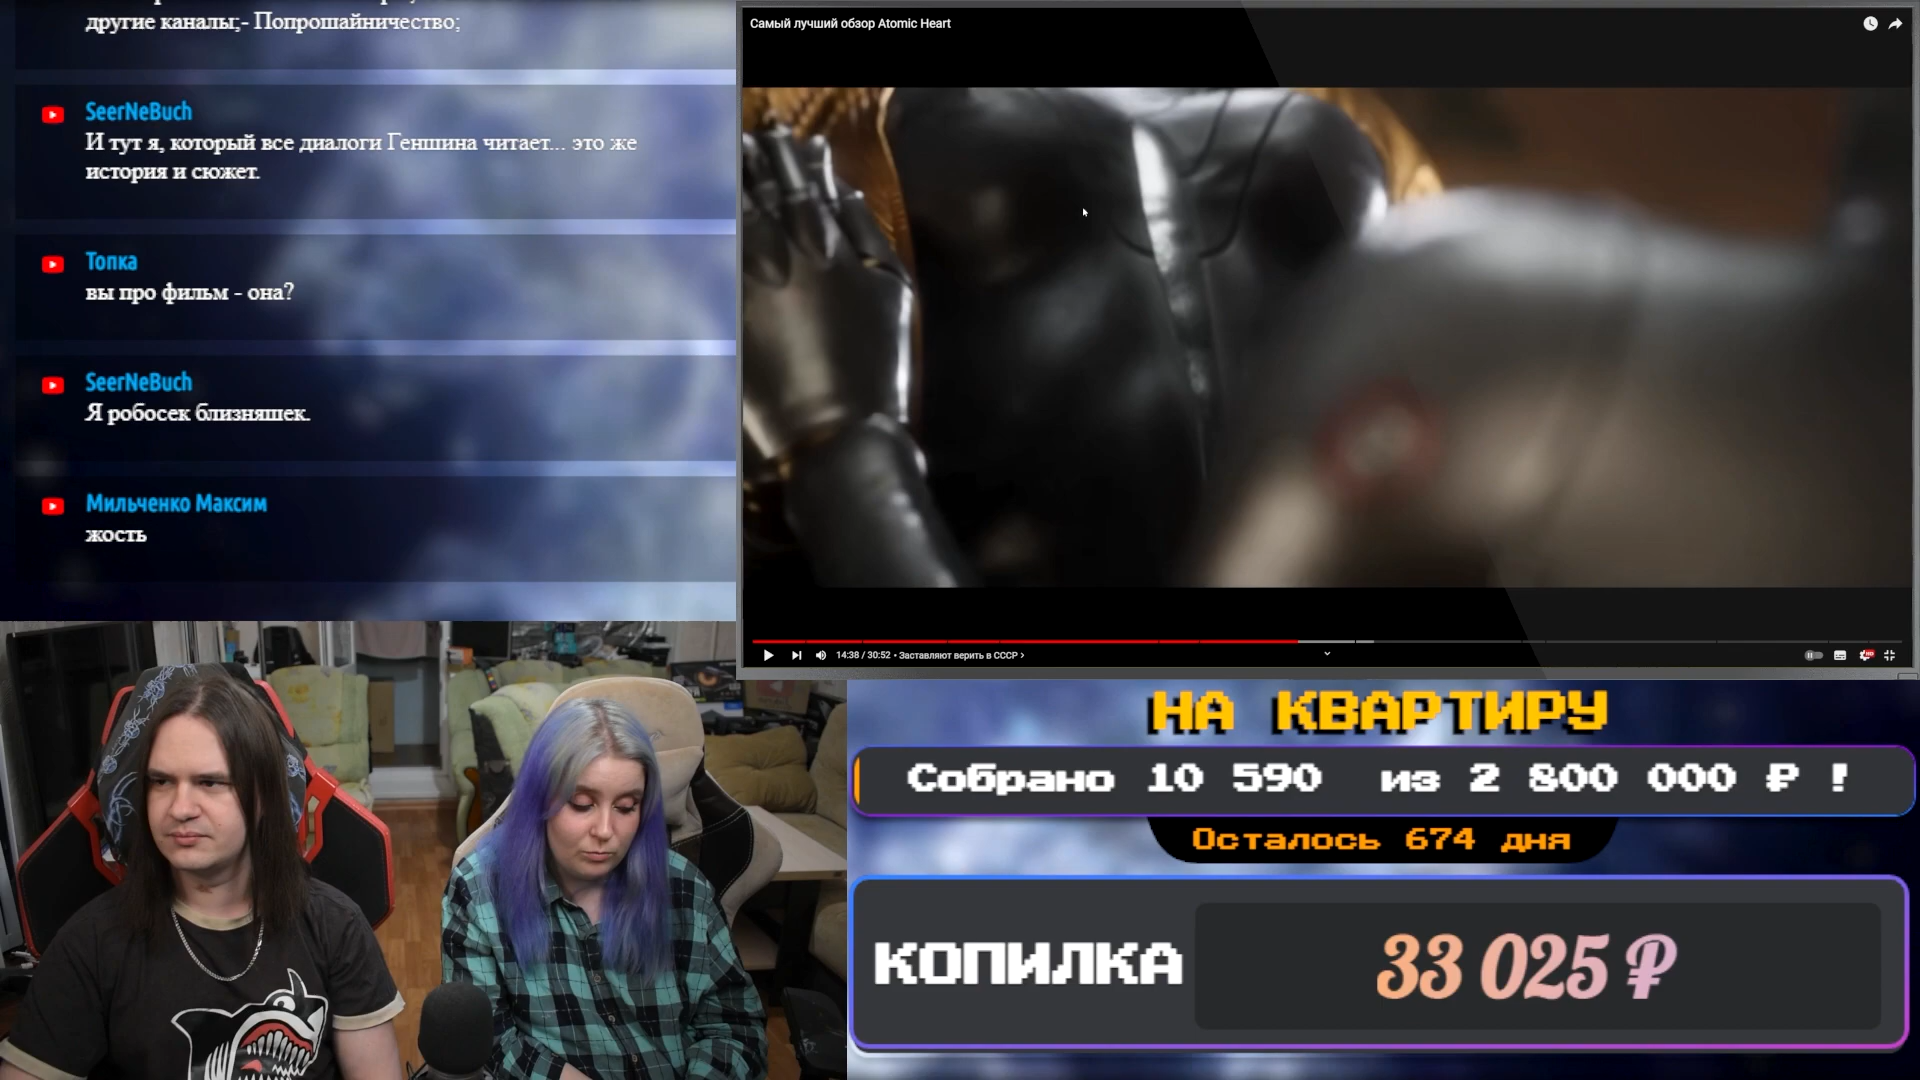 другие каналы;- Попрошайничество;
SeerNeBuch
И тут я, который все диалоги Геншина читает... это же
история и сюжет.
Топка
вы про фильм - она?
SeerNeBuch
Я робосек близняшек.
Мильченко Максим
жость
Самый лучший обзор Atomic Heart
14:38 / 30:52 • Заставляют верить в СССР ›
НА КВАРТИРУ
Собрано 10 590 из 2 800 000 ₽ !
Осталось 674 дня
КОПИЛКА
33 025 ₽